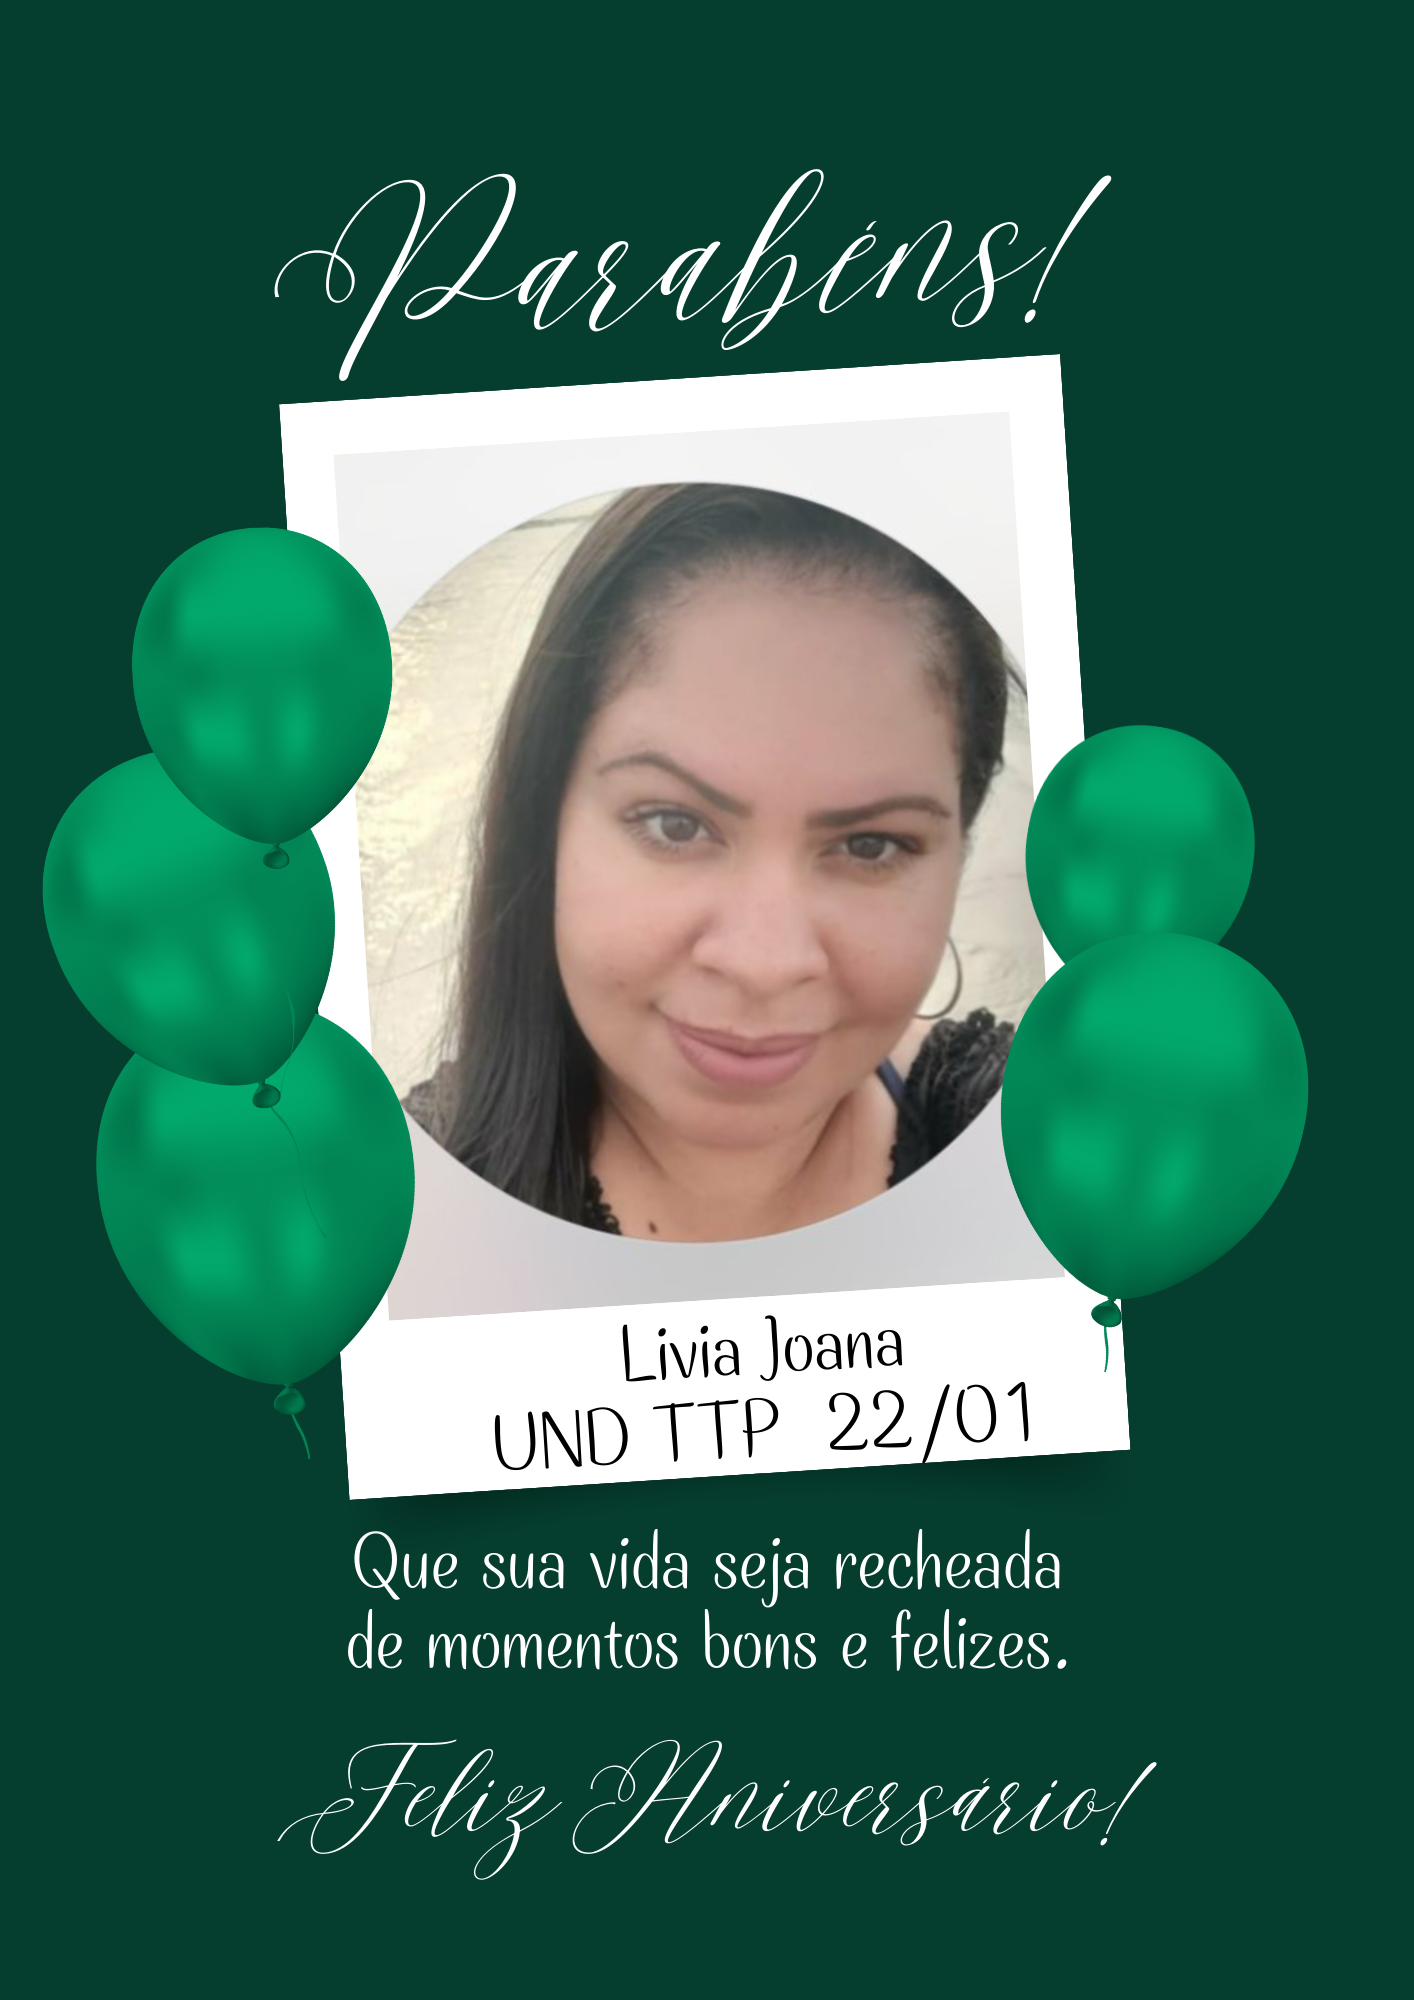 Parabéns!
Livia Joana
UND TTP 22/01
Que sua vida seja recheada
de momentos bons e felizes.
Feliz Aniversário!